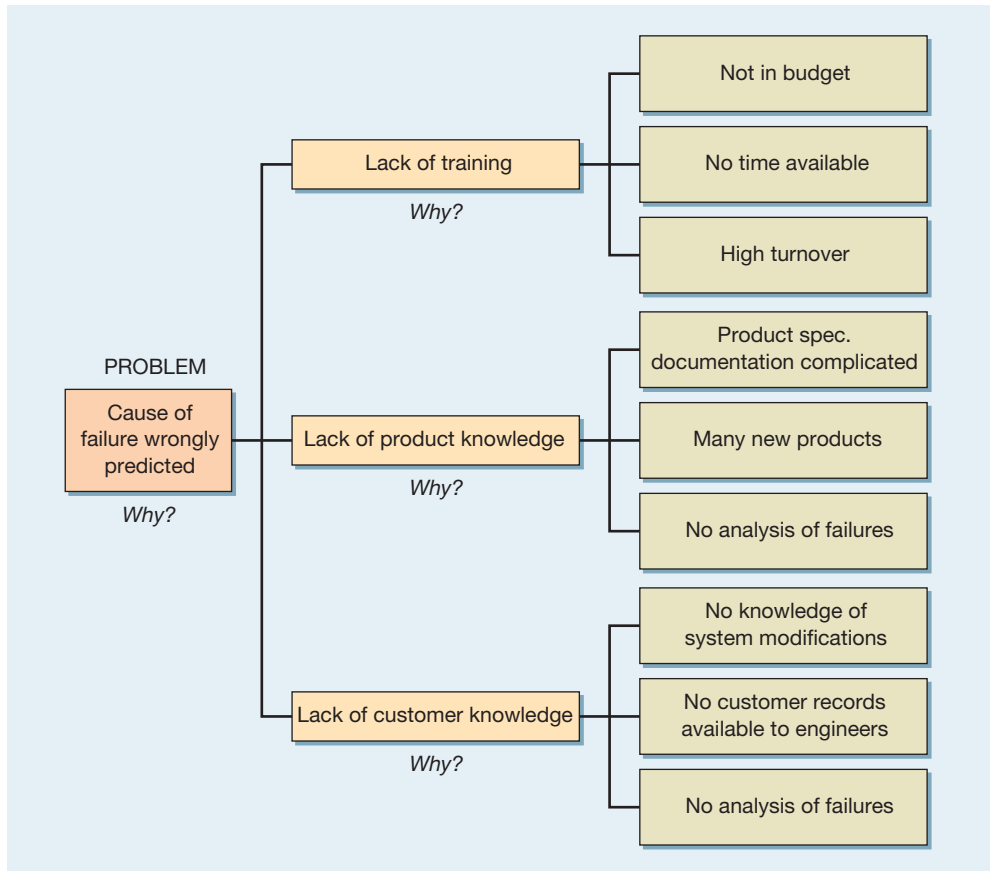 PROBLEM
Cause of
failure wrongly
predicted
Why?
Lack of training
Why?
Not in budget
No time available
High turnover
Lack of product knowledge
Why?
Product spec.
documentation complicated
Many new products
No analysis of failures
Lack of customer knowledge
Why?
No knowledge of
system modifications
No customer records
available to engineers
No analysis of failures